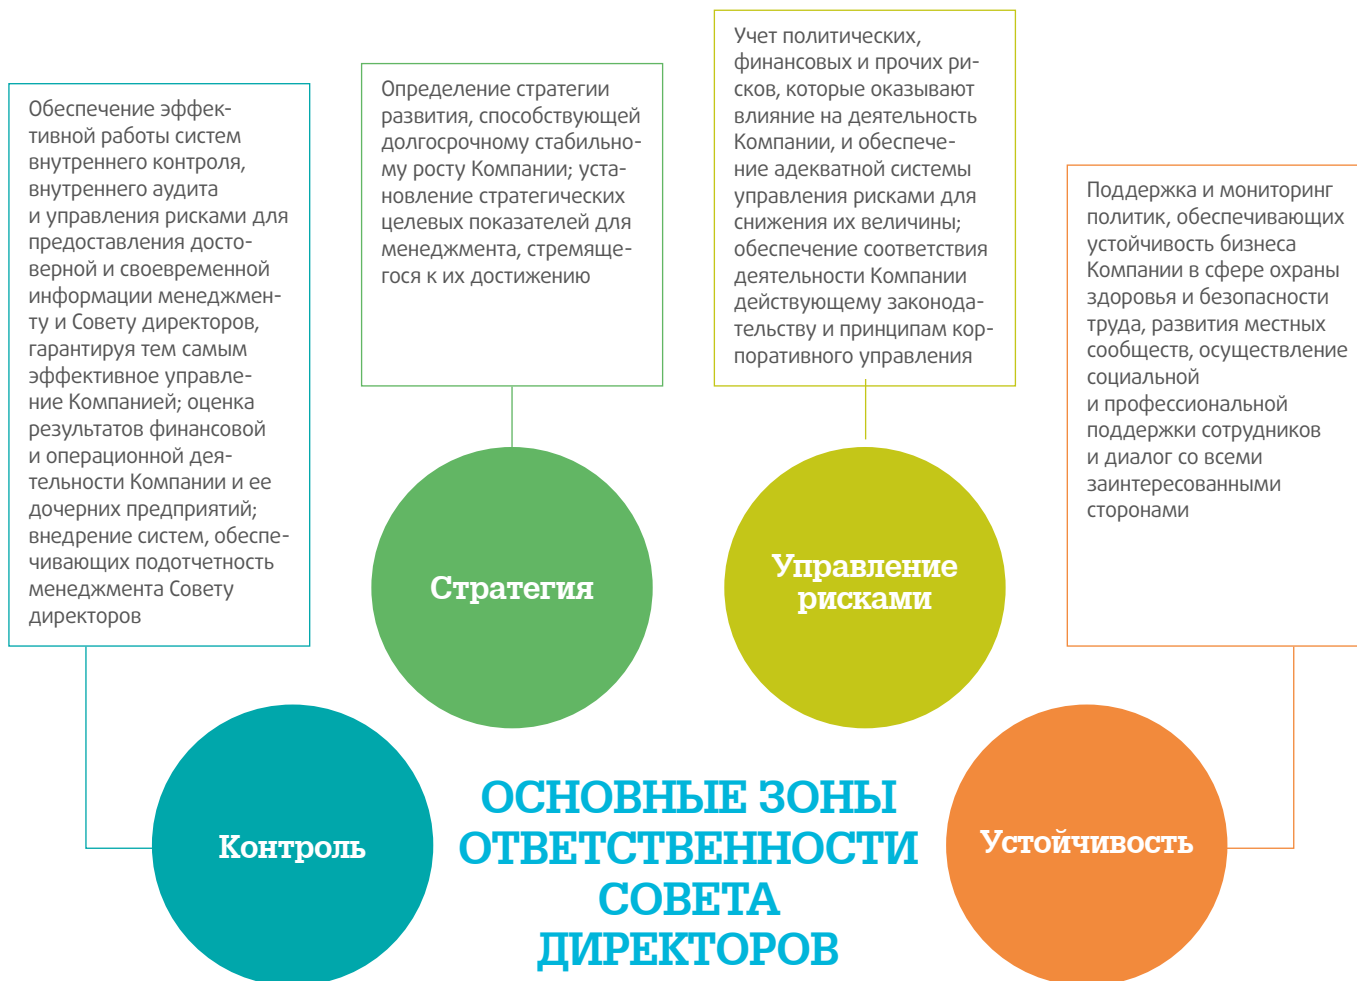 Обеспечение эффек-
тивной работы систем
внутреннего контроля,
внутреннего аудита
и управления рисками для
предоставления досто-
верной и своевременной
информации менеджмен-
ту и Совету директоров,
гарантируя тем самым
эффективное управле-
ние Компанией; оценка
результатов финансовой
и операционной дея-
тельности Компании и ее
дочерних предприятий;
внедрение систем, обеспе-
чивающих подотчетность
менеджмента Совету
директоров
Определение стратегии
развития, способствующей
долгосрочному стабильно-
му росту Компании; уста-
новление стратегических
целевых показателей для
менеджмента, стремяще-
гося к их достижению
Учет политических,
финансовых и прочих ри-
сков, которые оказывают
влияние на деятельность
Компании, и обеспече-
ние адекватной системы
управления рисками для
снижения их величины;
обеспечение соответствия
деятельности Компании
действующему законода-
тельству и принципам кор-
поративного управления
Поддержка и мониторинг
политик, обеспечивающих
устойчивость бизнеса
Компании в сфере охраны
здоровья и безопасности
труда, развития местных
сообществ, осуществление
социальной
и профессиональной
поддержки сотрудников
и диалог со всеми
заинтересованными
сторонами
Стратегия
Управление
рисками
Контроль
Устойчивость
ОСНОВНЫЕ ЗОНЫ
ОТВЕТСТВЕННОСТИ
СОВЕТА
ДИРЕКТОРОВ